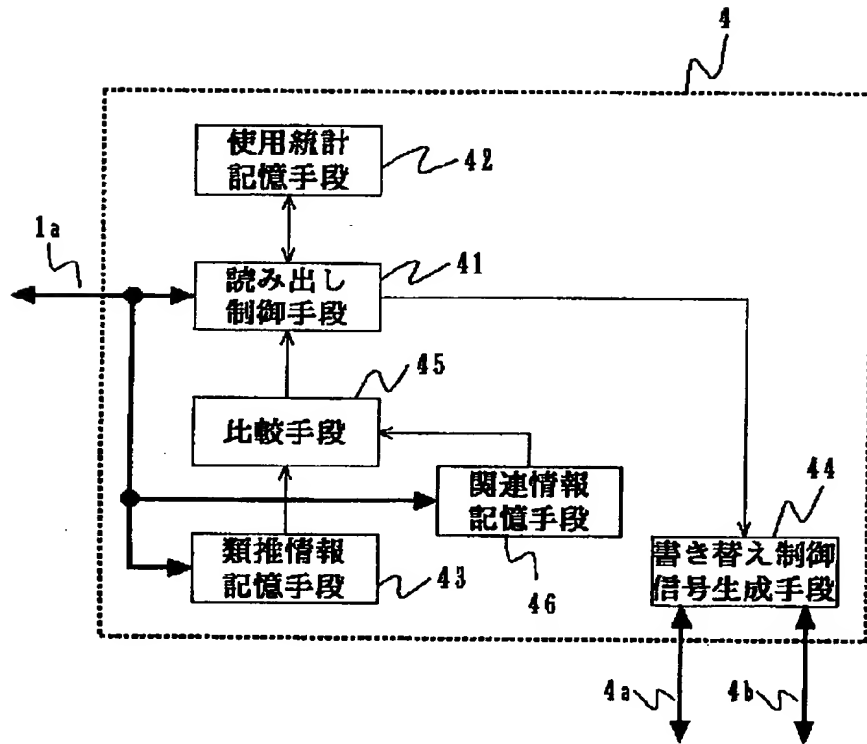 4
使用統計
記憶手段
42
1a
読み出し
制御手段
41
45
比較手段
関連情報
記憶手段
44
類推情報
記憶手段
43
46
書き替え制御
信号生成手段
4a
4b